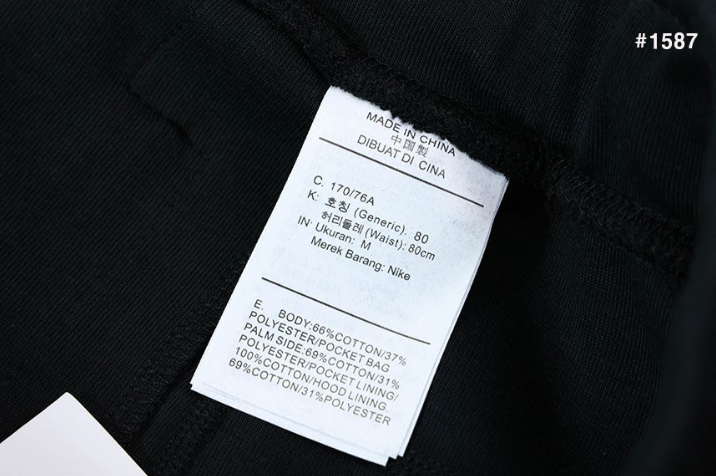 #1587
MADE IN CHINA
中国製
DIBUAT DI CINA
C. 170/76A
K: 호칭 (Generic). 80
허리둘레 (Waist): 80cm
IN: Ukuran: M
Merek Barang: Nike
E. BODY:66%COTTON/37%
POLYESTER/POCKET BAG
PALM SIDE:69%COTTON/31%
POLYESTER/POCKET LINING/
100%COTTON/HOOD LINING.
69%COTTON/31%POLYESTER